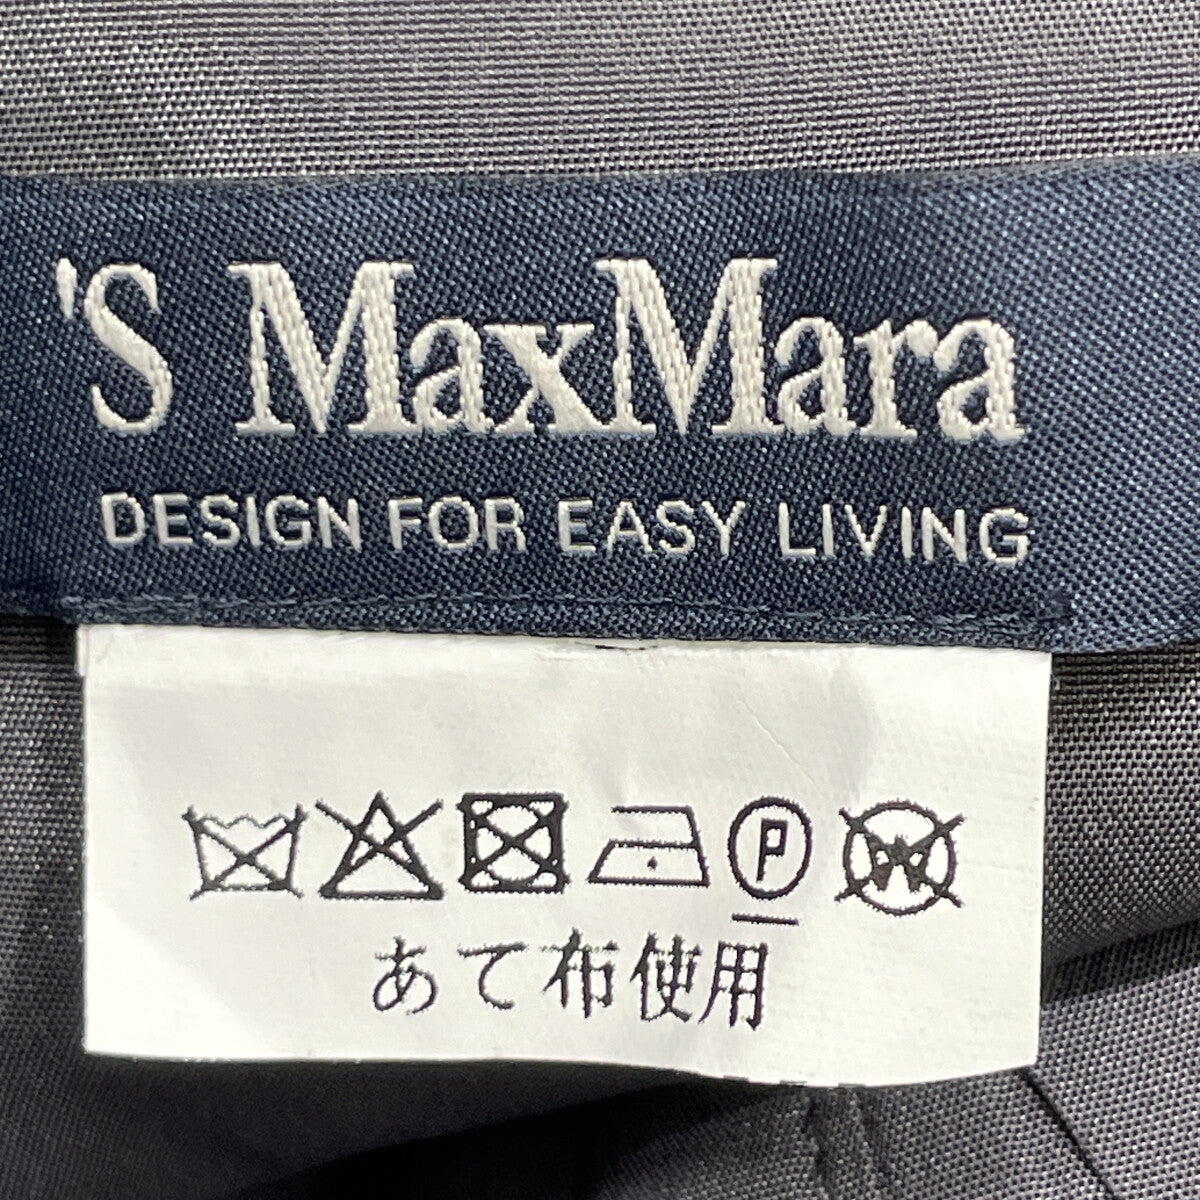 'S MaxMara
DESIGN FOR EASY LIVING
P W
あて布使用